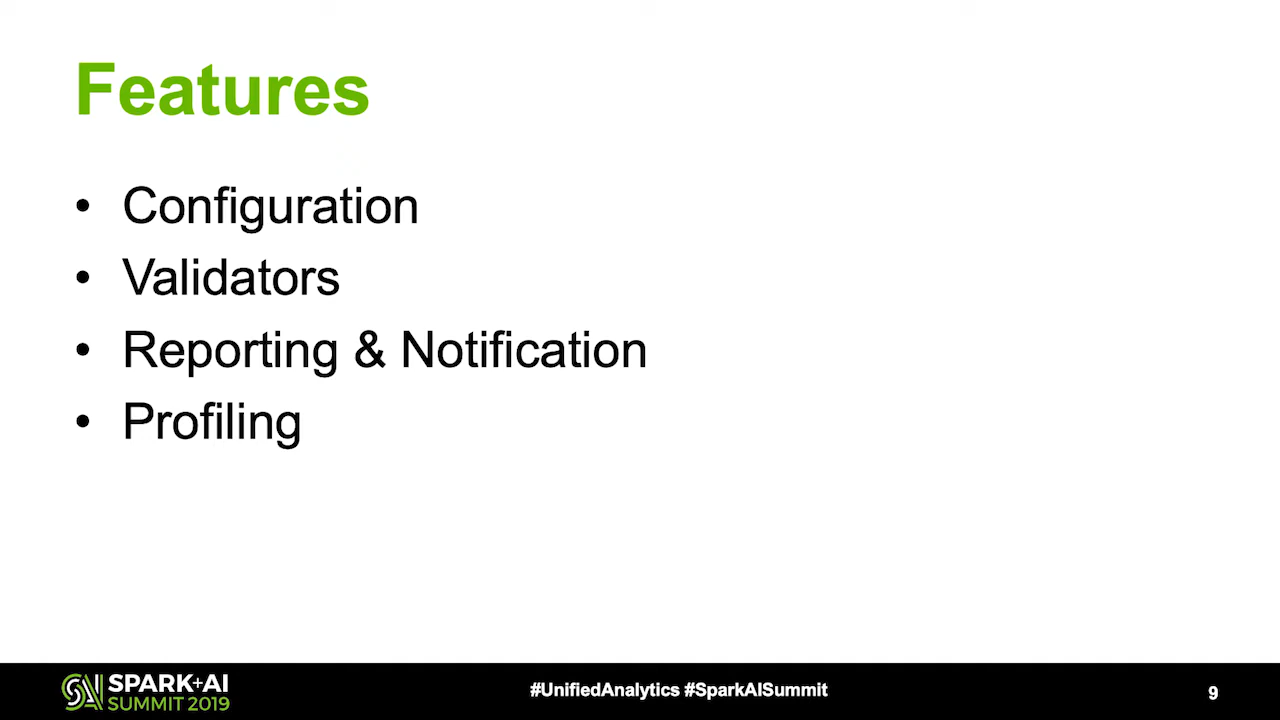 Features
• Configuration
• Validators
• Reporting & Notification
• Profiling
SPARK+AI
SUMMIT 2019
#UnifiedAnalytics #SparkAISummit
9